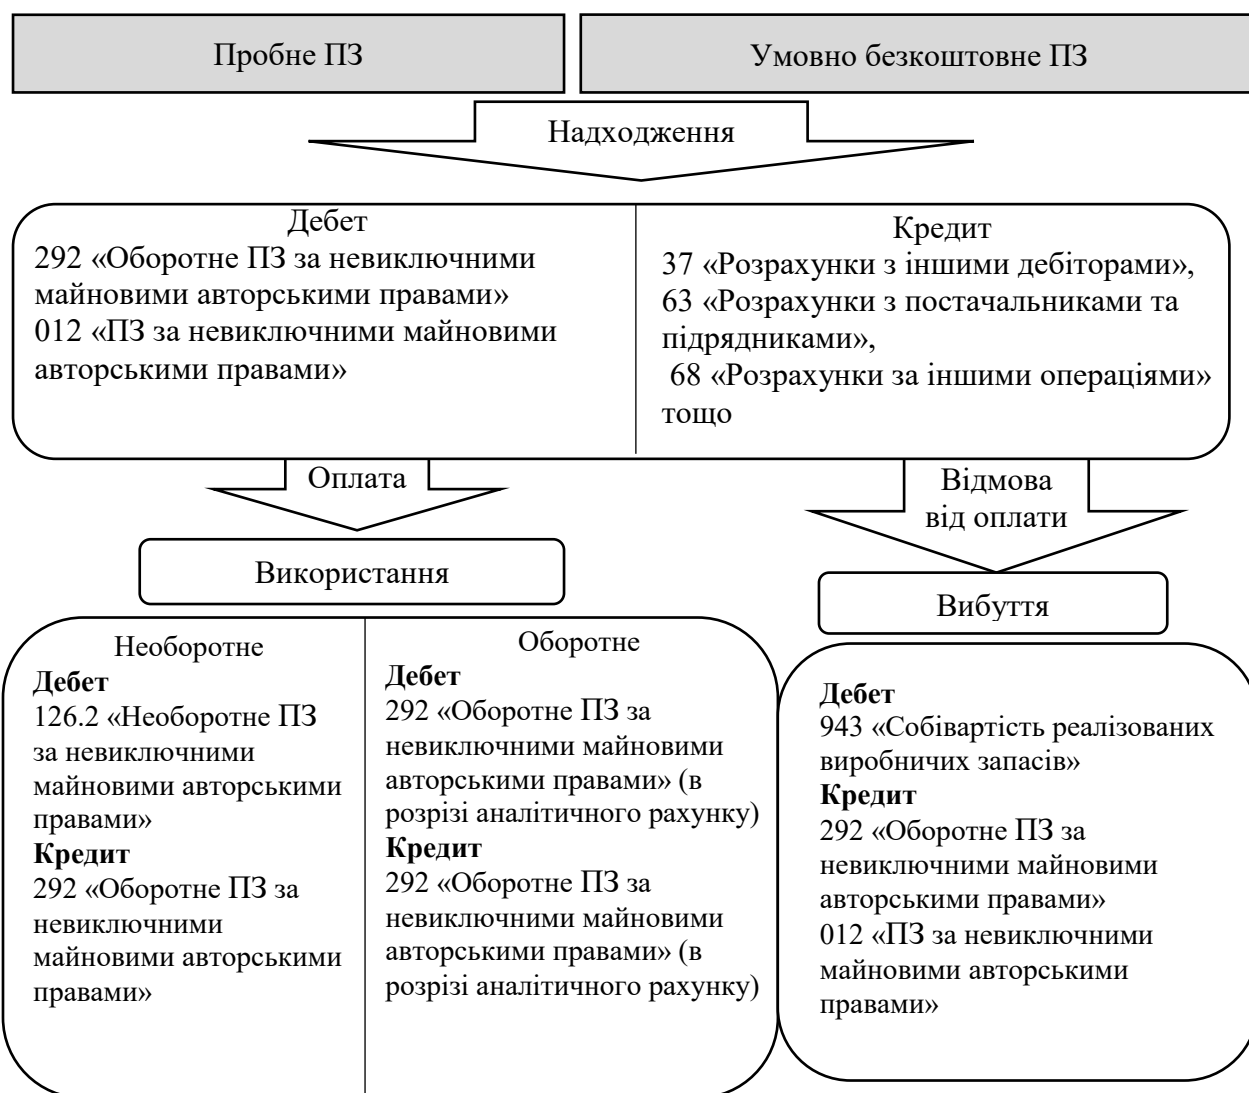 Пробне ПЗ
Умовно безкоштовне ПЗ
Надходження
Дебет
292 «Оборотне ПЗ за невиключними
майновими авторськими правами»
012 «ПЗ за невиключними майновими
авторськими правами»
Кредит
37 «Розрахунки з іншими дебіторами»,
63 «Розрахунки з постачальниками та
підрядниками»,
68 «Розрахунки за іншими операціями»
тощо
Оплата
Відмова
від оплати
Використання
Вибуття
Необоротне
Дебет
126.2 «Необоротне ПЗ
за невиключними
майновими авторськими
правами»
Кредит
292 «Оборотне ПЗ за
невиключними
майновими авторськими
правами»
Оборотне
Дебет
292 «Оборотне ПЗ за
невиключними майновими
авторськими правами» (в
розрізі аналітичного рахунку)
Кредит
292 «Оборотне ПЗ за
невиключними майновими
авторськими правами» (в
розрізі аналітичного рахунку)
Дебет
943 «Собівартість реалізованих
виробничих запасів»
Кредит
292 «Оборотне ПЗ за
невиключними майновими
авторськими правами»
012 «ПЗ за невиключними
майновими авторськими
правами»